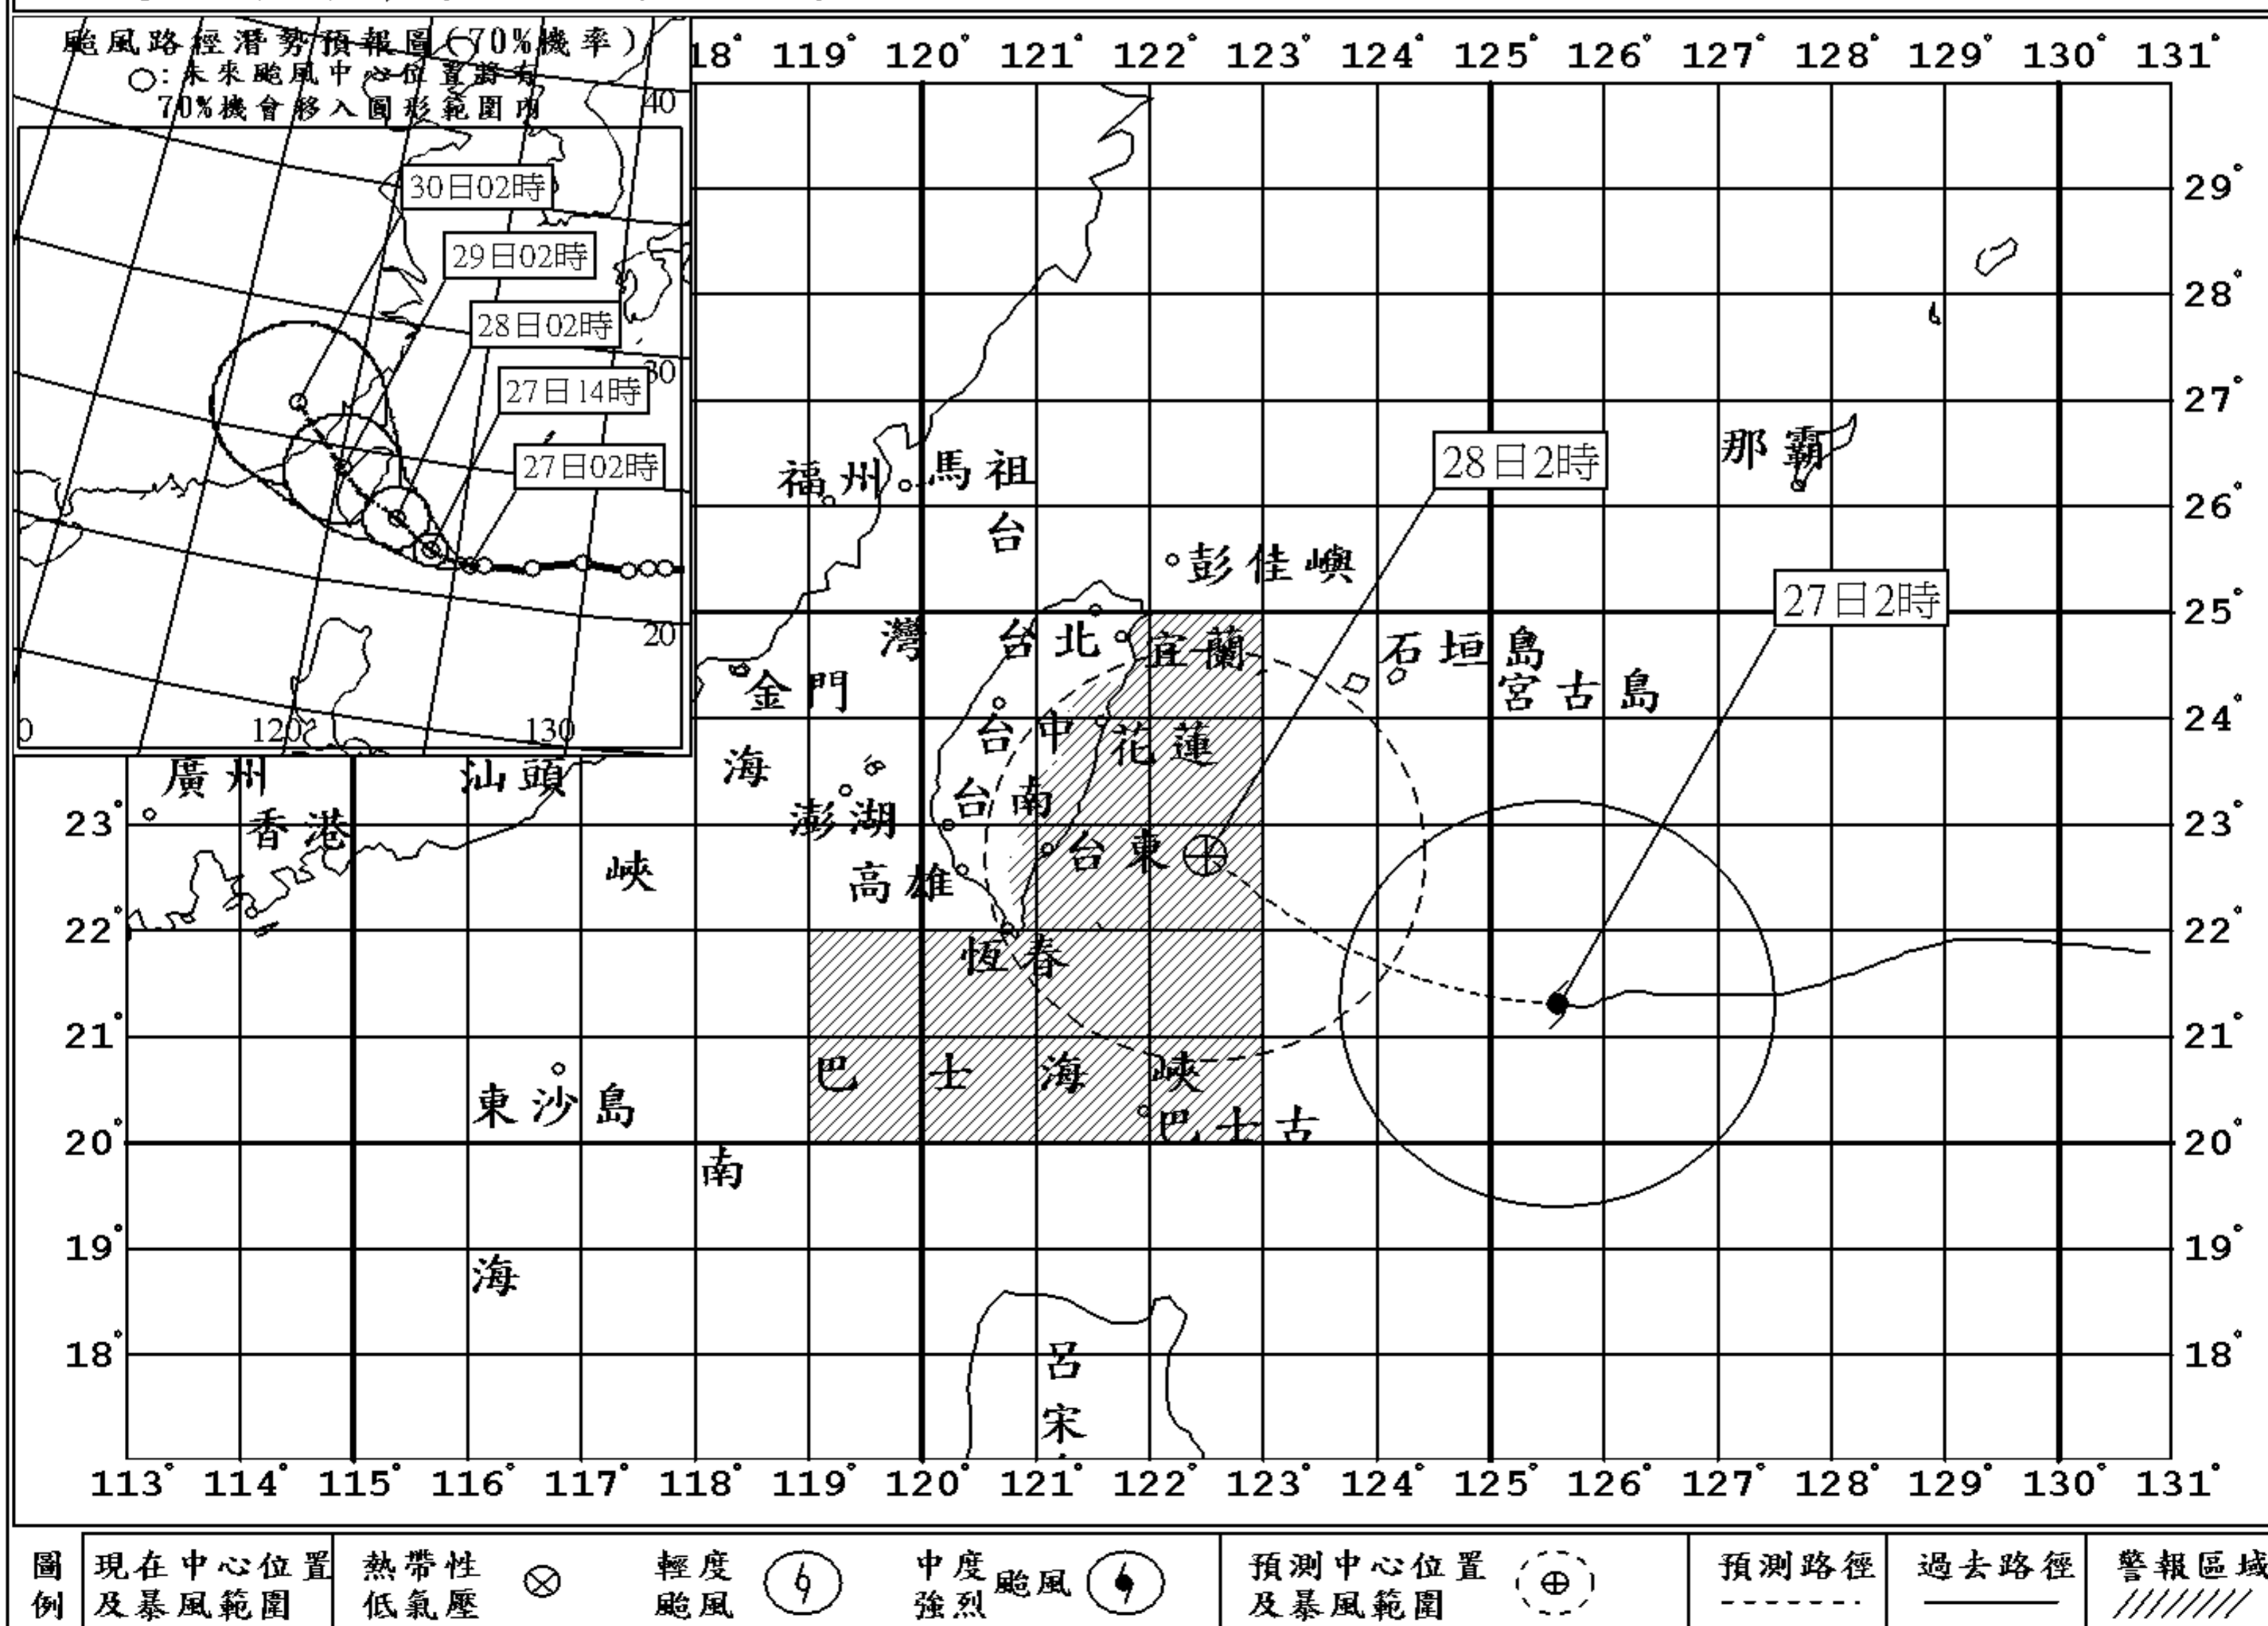 颱風路徑潛勢預報圖(70%機率)
○:未來颱風中心位置將有
70%機會移入圓形範圍內
40
30日02時
29日02時
28日02時
30
27日14時
27日02時
20
0 120 130
18° 119° 120° 121° 122° 123° 124° 125° 126° 127° 128° 129° 130° 131°
29°
28°
27°
28日2時
那霸
福州 馬祖
26°
台
彭佳嶼
27日2時
25°
灣 台北 宜蘭 石垣島
金門 宮古島
24°
台中 花蓮
海
廣州 汕頭
台南
澎湖
23° 23°
香港
台東
峽
高雄
22° 22°
恆春
21° 21°
巴士海峽
東沙島
巴士古
20° 20°
南
19° 19°
海
18° 18°
呂
宋
113° 114° 115° 116° 117° 118° 119° 120° 121° 122° 123° 124° 125° 126° 127° 128° 129° 130° 131°
圖例
現在中心位置
及暴風範圍
熱帶性
低氣壓
輕度
颱風
中度
強烈
颱風
預測中心位置
及暴風範圍
預測路徑
過去路徑
警報區域